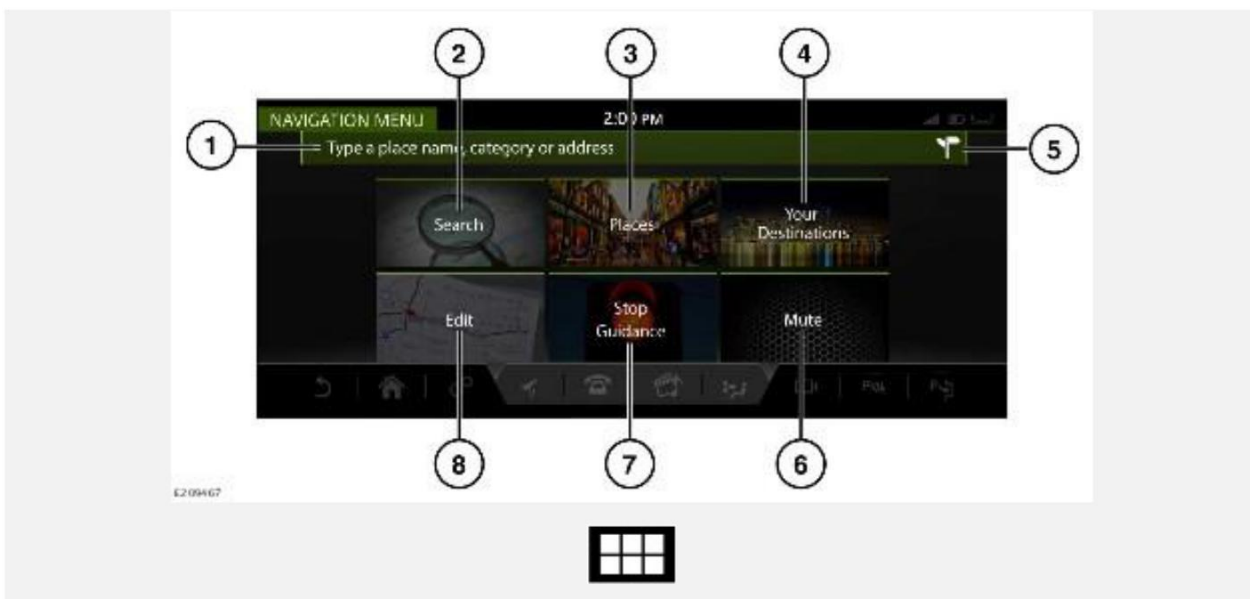 2
3
4
NAVIGATION MENU
2:00 PM
1
Type a place name, category or address
5
Search
Places
Your
Destinations
Edit
Stop
Guidance
Mute
8
7
6
E209467